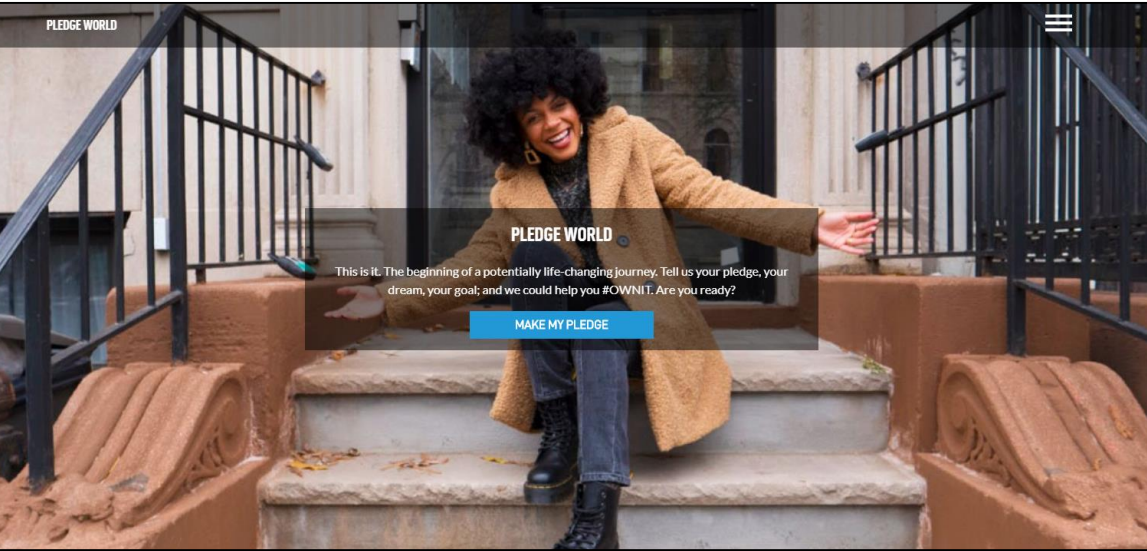 PLEDGE WORLD
PLEDGE WORLD
This is it. The beginning of a potentially life-changing journey. Tell us your pledge, your
dream, your goal; and we could help you #OWNIT. Are you ready?
MAKE MY PLEDGE